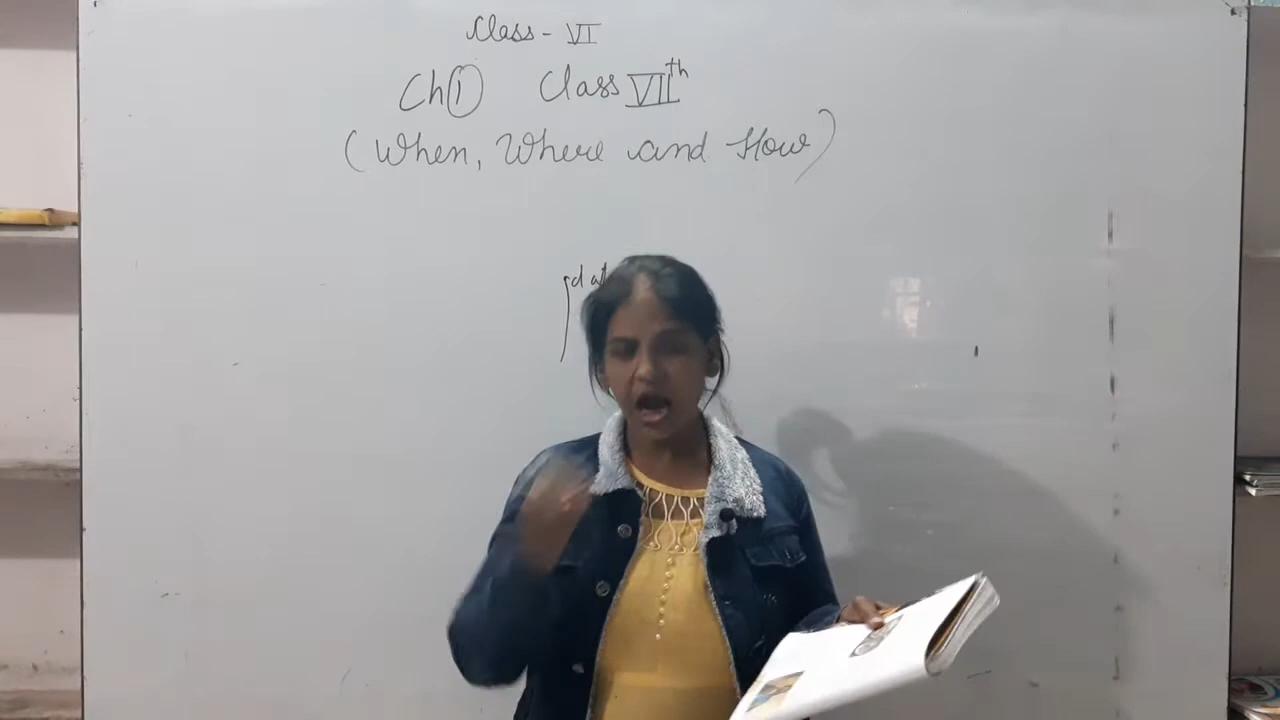 Class - VI
Ch ① Class VIIth
(When, Where and How)